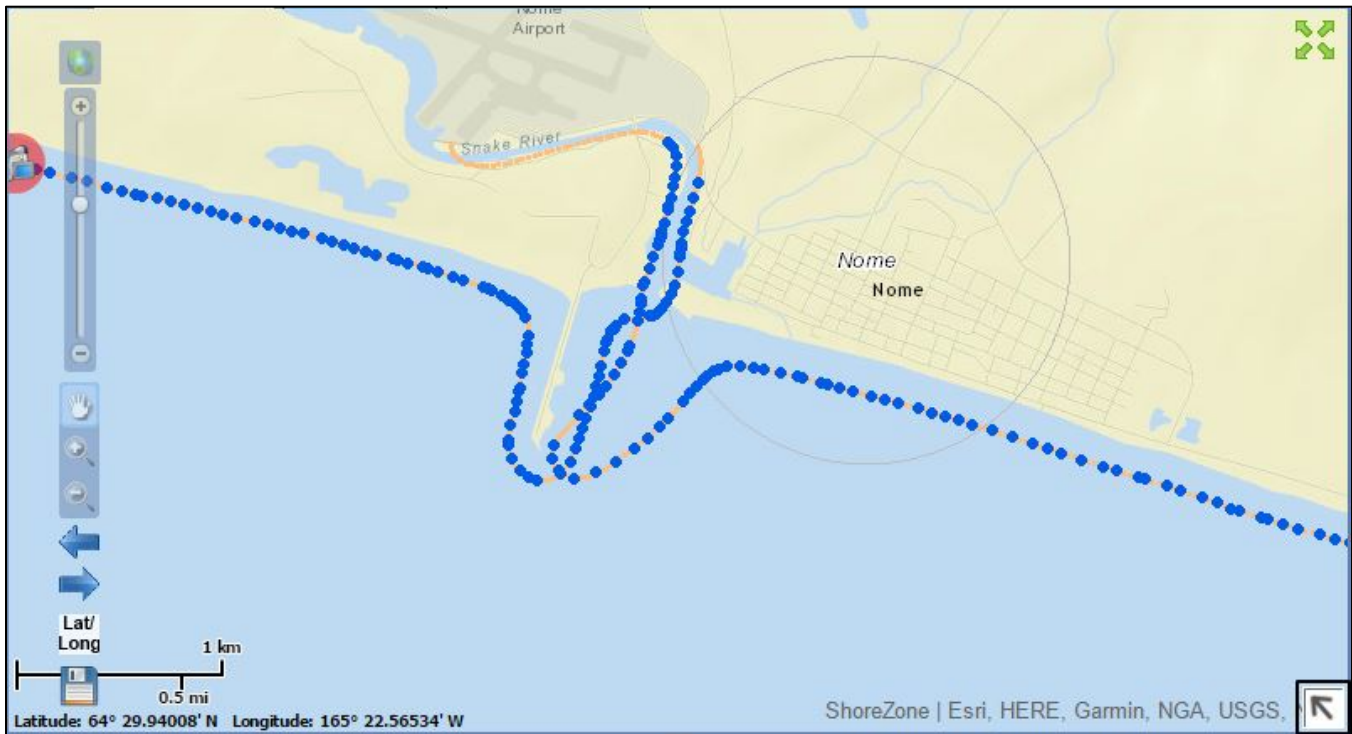 Nome
Airport
Snake River
Nome
Nome
Lat/
Long
1 km
0.5 mi
Latitude: 64° 29.94008' N Longitude: 165° 22.56534' W
ShoreZone | Esri, HERE, Garmin, NGA, USGS,